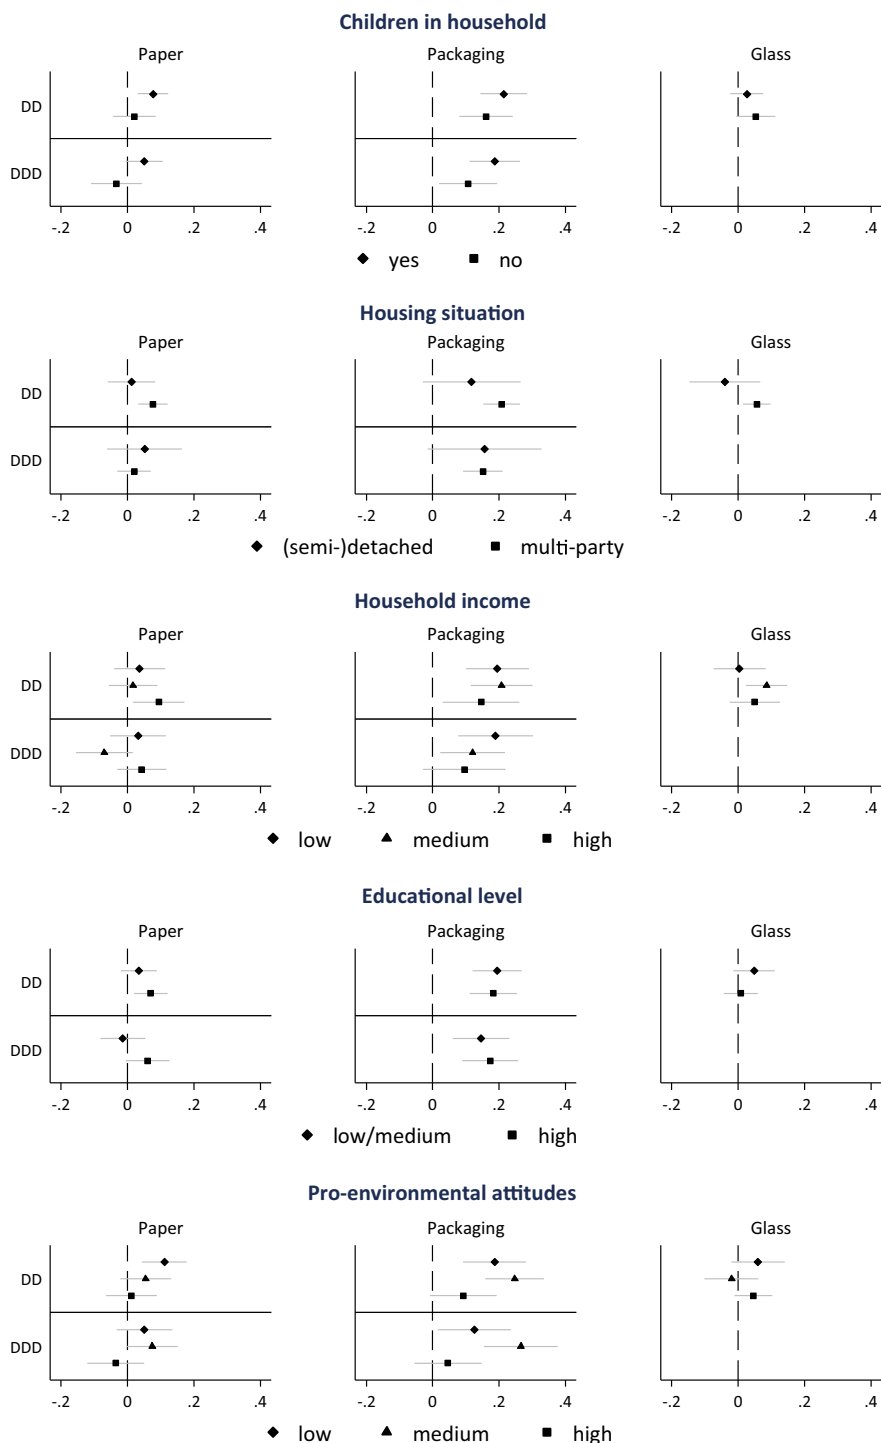 Children in household
Paper Packaging Glass
DD
DDD
-.2 0 .2 .4 -.2 0 .2 .4 -.2 0 .2 .4
yes no
Housing situation
Paper Packaging Glass
DD
DDD
-.2 0 .2 .4 -.2 0 .2 .4 -.2 0 .2 .4
(semi-)detached multi-party
Household income
Paper Packaging Glass
DD
DDD
-.2 0 .2 .4 -.2 0 .2 .4 -.2 0 .2 .4
low medium high
Educational level
Paper Packaging Glass
DD
DDD
-.2 0 .2 .4 -.2 0 .2 .4 -.2 0 .2 .4
low/medium high
Pro-environmental attitudes
Paper Packaging Glass
DD
DDD
-.2 0 .2 .4 -.2 0 .2 .4 -.2 0 .2 .4
low medium high